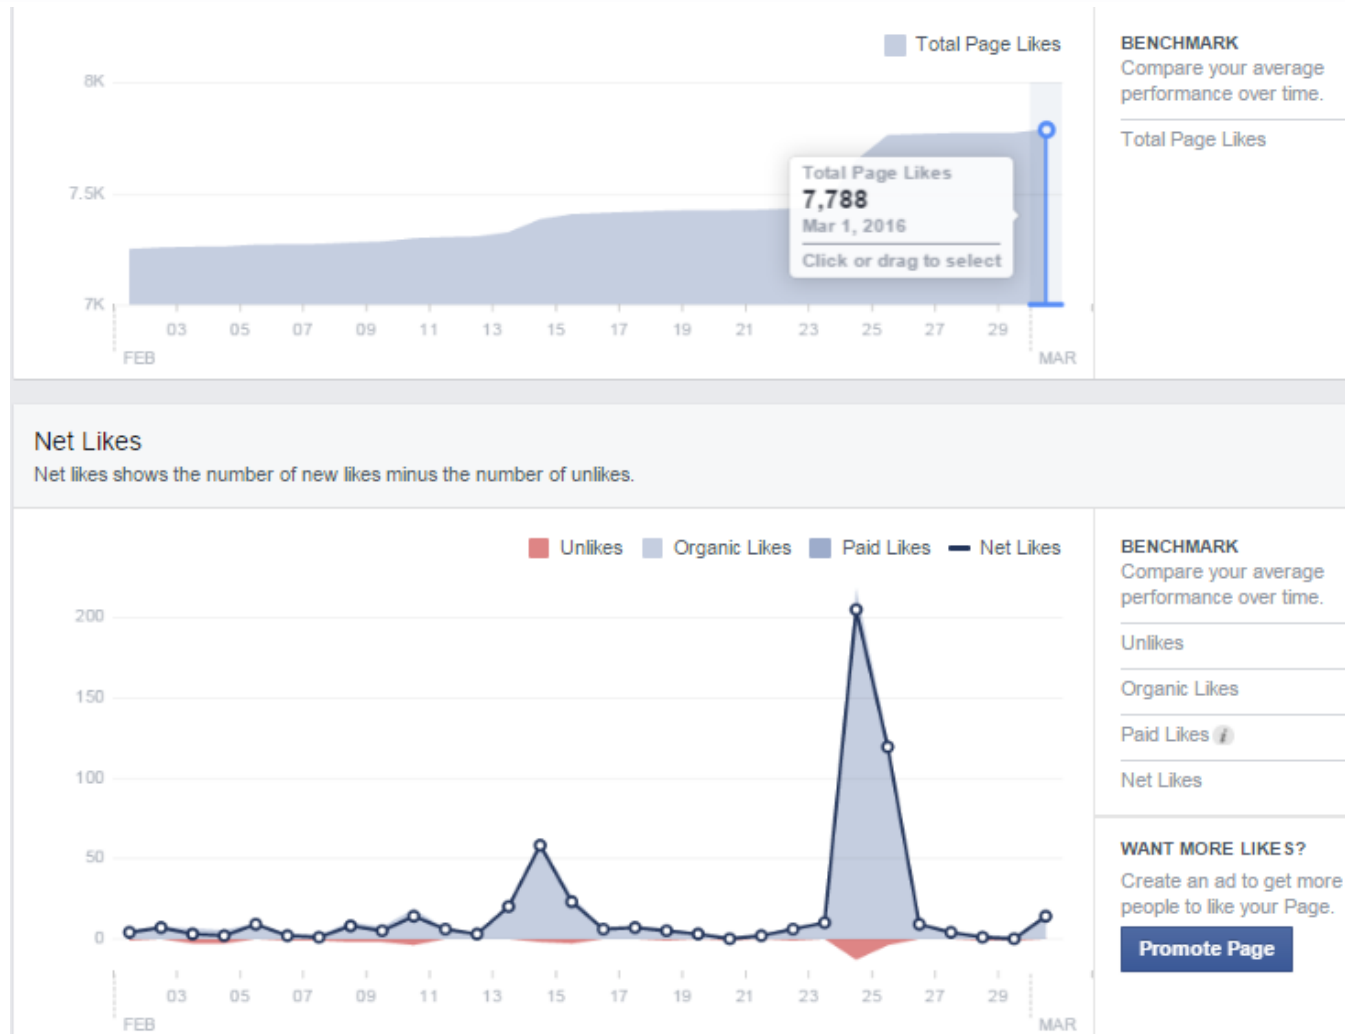 Total Page Likes
8K
7.5K
7K
Total Page Likes
7,788
Mar 1, 2016
Click or drag to select
03 05 07 09 11 13 15 17 19 21 23 25 27 29
FEB MAR
BENCHMARK
Compare your average
performance over time.
Total Page Likes
Net Likes
Net likes shows the number of new likes minus the number of unlikes.
Unlikes Organic Likes Paid Likes Net Likes
200
150
100
50
0
03 05 07 09 11 13 15 17 19 21 23 25 27 29
FEB MAR
BENCHMARK
Compare your average
performance over time.
Unlikes
Organic Likes
Paid Likes i
Net Likes
WANT MORE LIKES?
Create an ad to get more
people to like your Page.
Promote Page